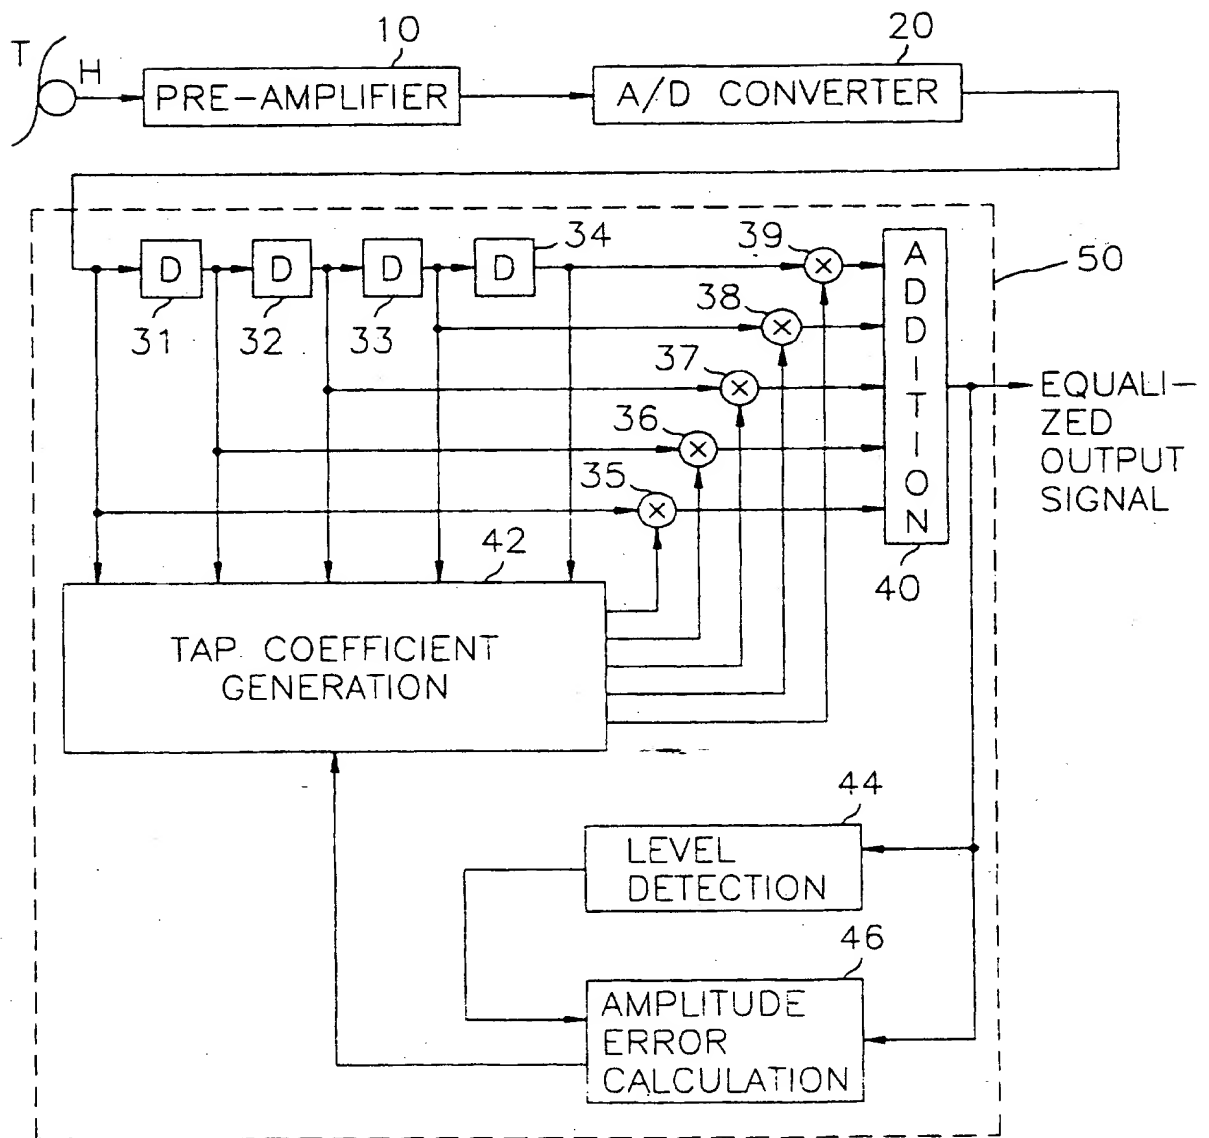 10
20
T
H
PRE-AMPLIFIER
A/D CONVERTER
D
D
D
D
34
39
31
32
33
38
37
36
35
ADDITION
50
EQUALI-
ZED
OUTPUT
SIGNAL
40
42
TAP COEFFICIENT
GENERATION
44
LEVEL
DETECTION
46
AMPLITUDE
ERROR
CALCULATION